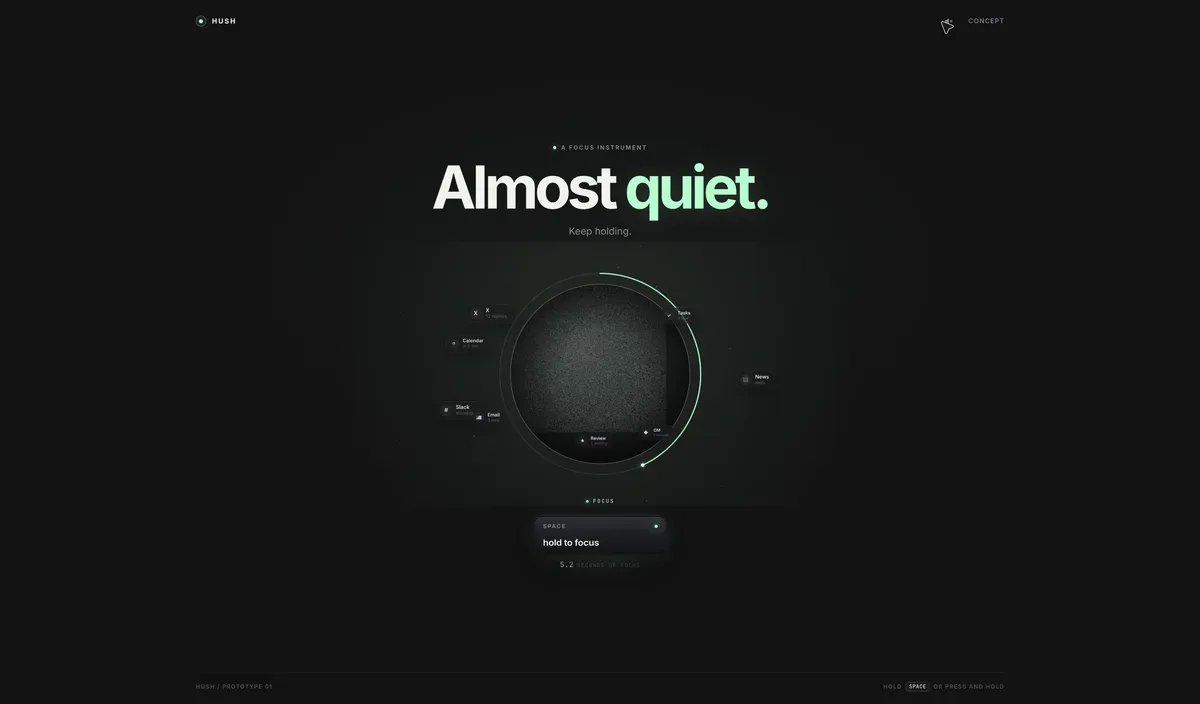 HUSH
CONCEPT
A FOCUS INSTRUMENT
Almost quiet.
Keep holding.
X
X
Tasks
Calendar
News
# Slack
Email
DM
Review
FOCUS
SPACE
hold to focus
5.2 SECONDS OF FOCUS
HUSH / PROTOTYPE 01
HOLD SPACE OR PRESS AND HOLD